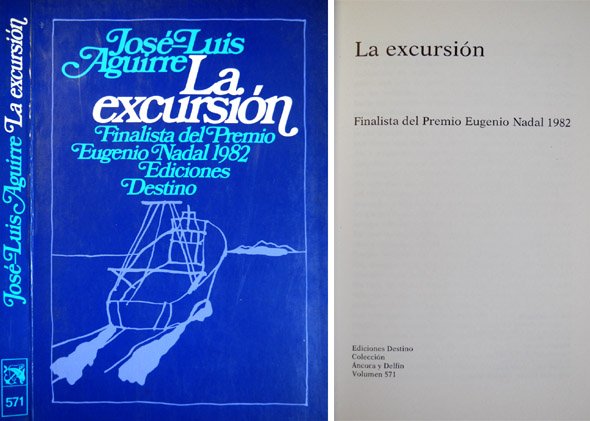 José-Luis Aguirre La excursión
571
José-Luis
Aguirre La
excursión
Finalista del Premio
Eugenio Nadal 1982
Ediciones
Destino
La excursión
Finalista del Premio Eugenio Nadal 1982
Ediciones Destino
Colección
Áncora y Delfín
Volumen 571